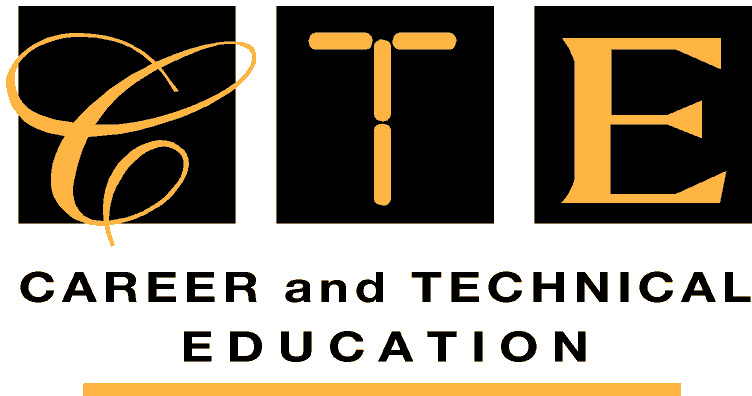 CTE
CAREER and TECHNICAL
EDUCATION